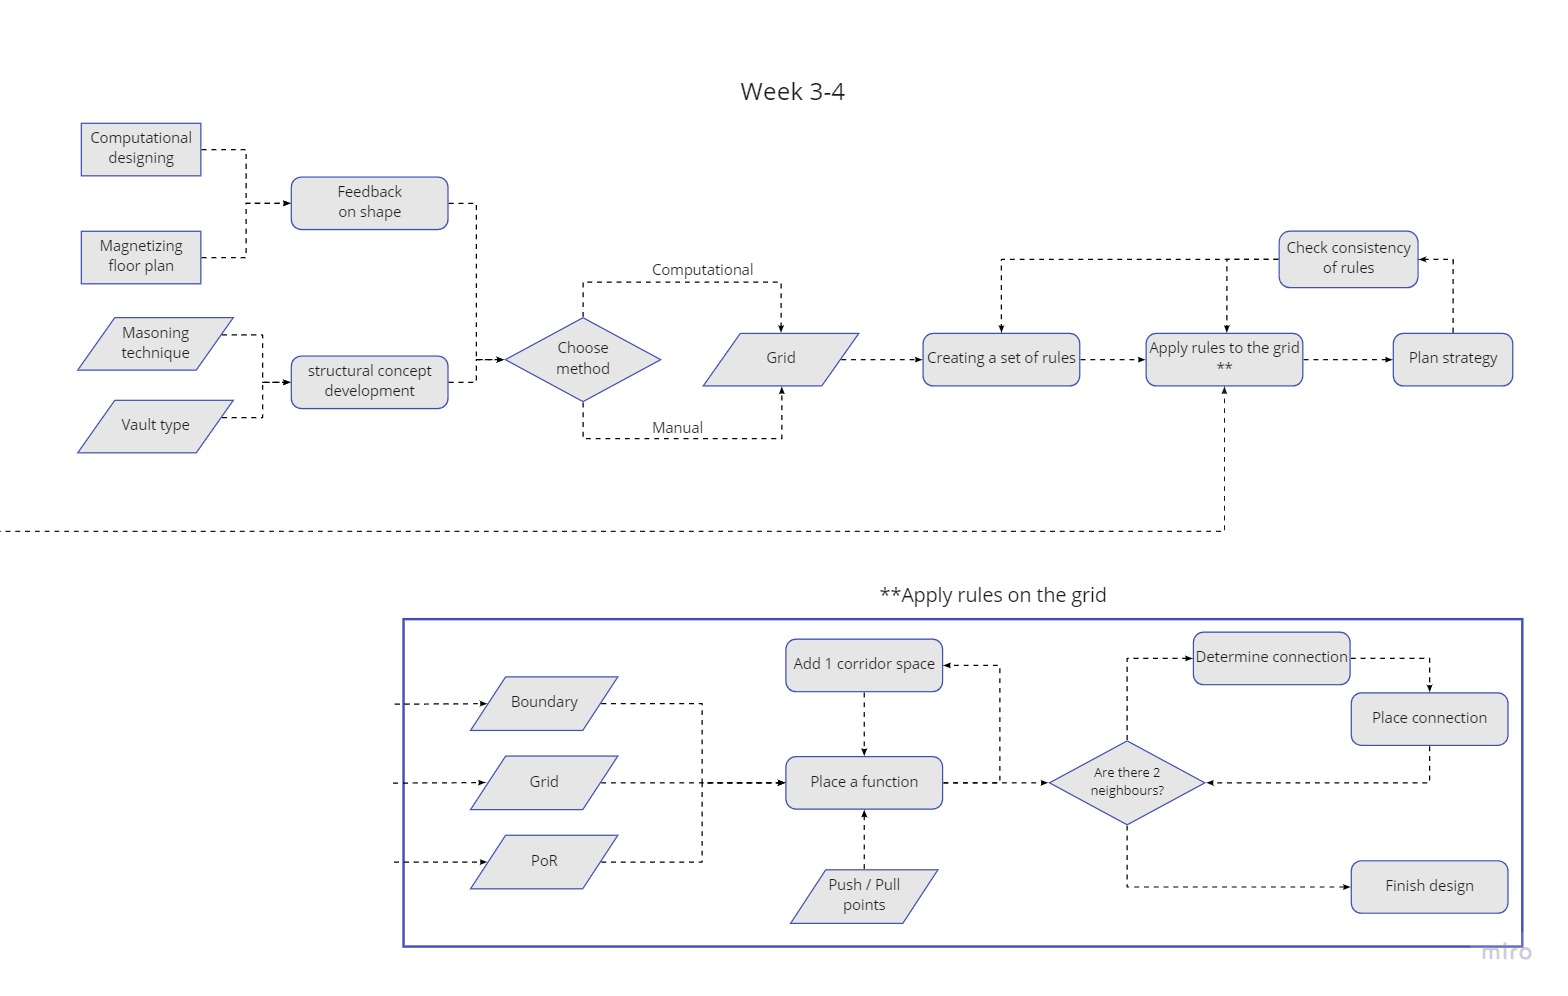 Week 3-4
Computational
designing
Magnetizing
floor plan
Masoning
technique
Vault type
Feedback
on shape
structural concept
development
Choose
method
Computational
Manual
Grid
Creating a set of rules
Apply rules to the grid
**
Check consistency
of rules
Plan strategy
**Apply rules on the grid
Boundary
Grid
PoR
Add 1 corridor space
Place a function
Push / Pull
points
Are there 2
neighbours?
Determine connection
Place connection
Finish design
miro